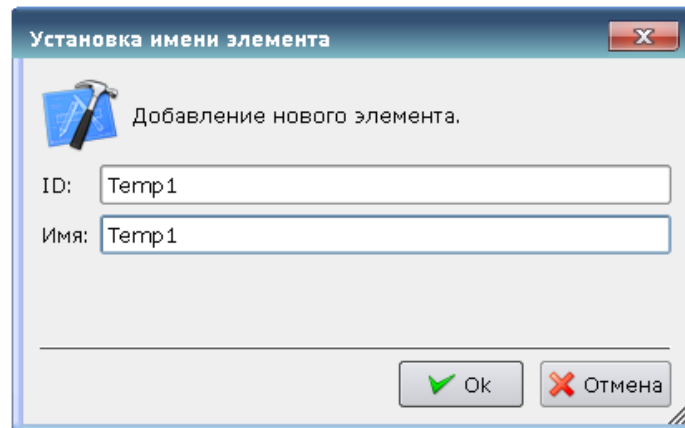 Установка имени элемента
Добавление нового элемента.
ID: Temp1
Имя: Temp1
Ok Отмена